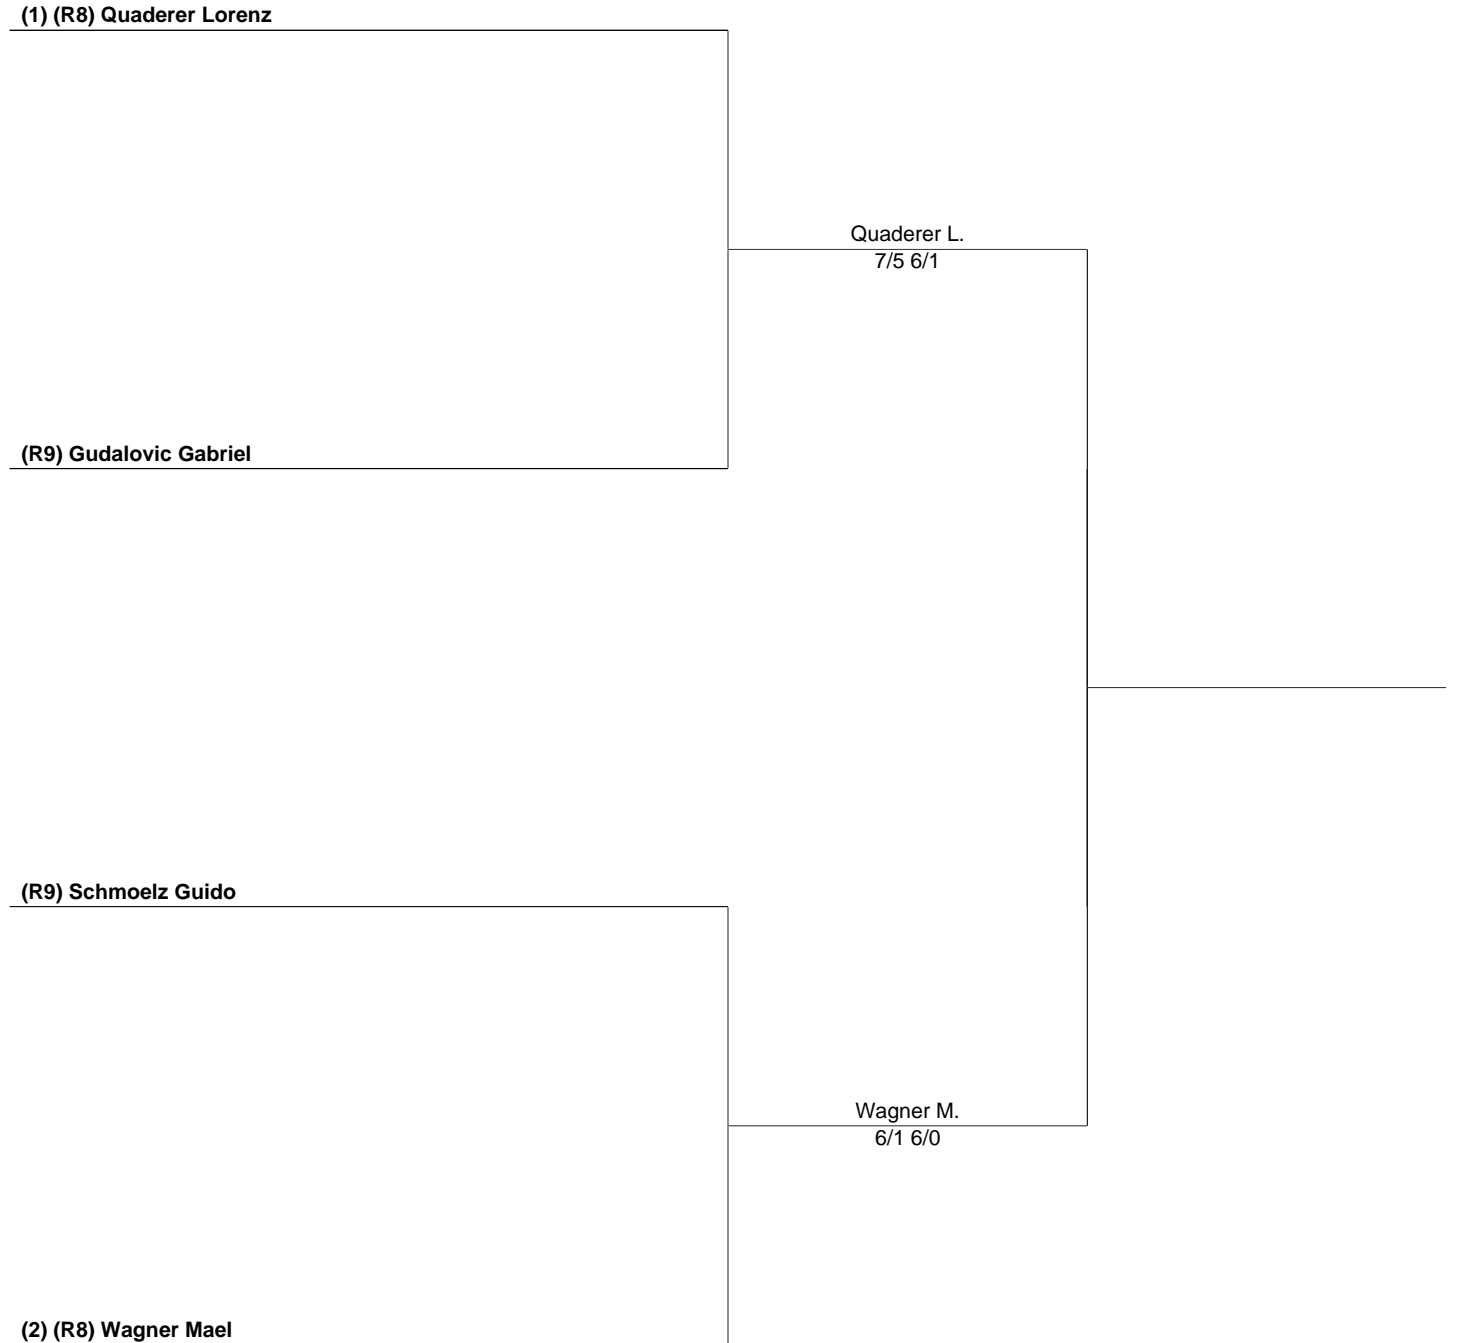 (1) (R8) Quaderer Lorenz
Quaderer L.
7/5 6/1
(R9) Gudalovic Gabriel
(R9) Schmoelz Guido
Wagner M.
6/1 6/0
(2) (R8) Wagner Mael